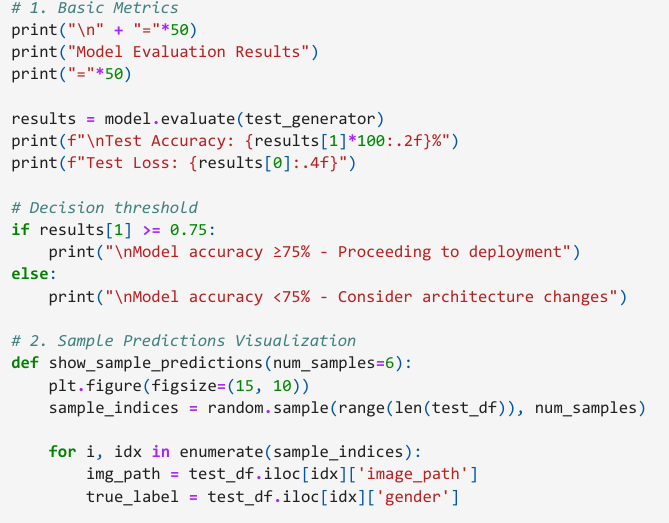 # 1. Basic Metrics
print("\n" + "="*50)
print("Model Evaluation Results")
print("="*50)

results = model.evaluate(test_generator)
print(f"\nTest Accuracy: {results[1]*100:.2f}%")
print(f"Test Loss: {results[0]:.4f}")

# Decision threshold
if results[1] >= 0.75:
    print("\nModel accuracy ≥75% - Proceeding to deployment")
else:
    print("\nModel accuracy <75% - Consider architecture changes")

# 2. Sample Predictions Visualization
def show_sample_predictions(num_samples=6):
    plt.figure(figsize=(15, 10))
    sample_indices = random.sample(range(len(test_df)), num_samples)

    for i, idx in enumerate(sample_indices):
        img_path = test_df.iloc[idx]['image_path']
        true_label = test_df.iloc[idx]['gender']